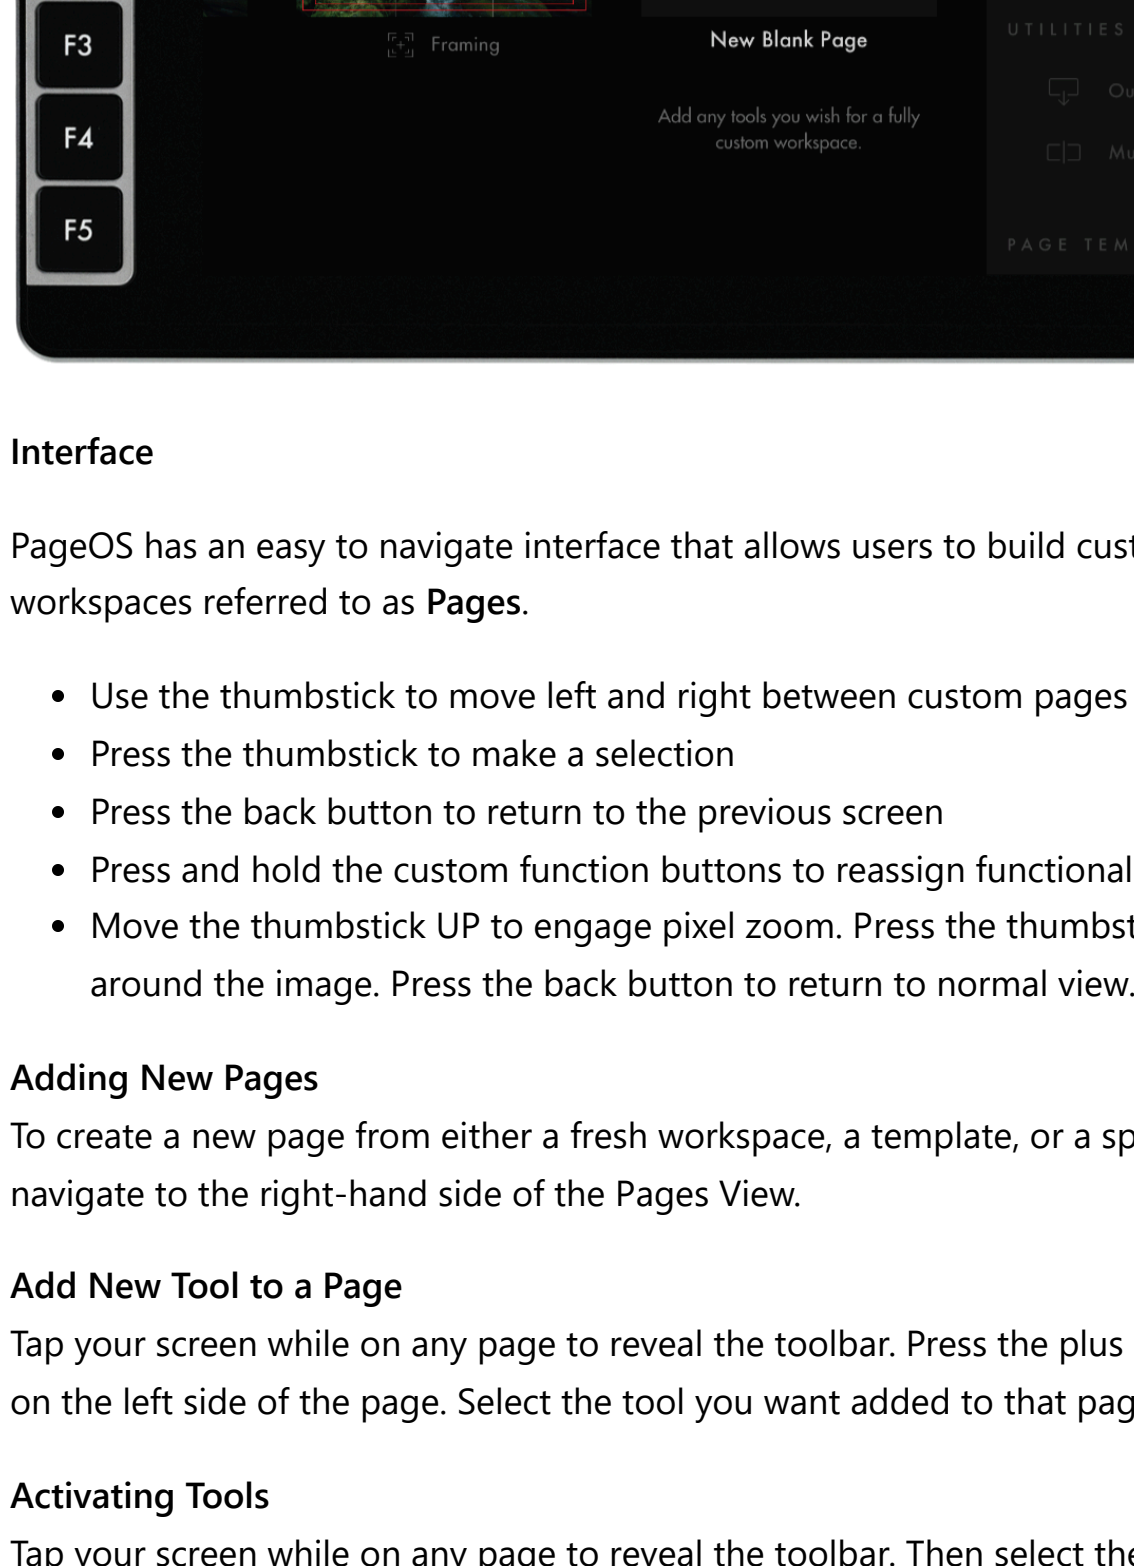 F3
Framing
New Blank Page
UTILITIES
F4
Add any tools you wish for a fully
custom workspace.
F5
PAGE
Interface
PageOS has an easy to navigate interface that allows users to build
workspaces referred to as Pages.
• Use the thumbstick to move left and right between custom pages
• Press the thumbstick to make a selection
• Press the back button to return to the previous screen
• Press and hold the custom function buttons to reassign
• Move the thumbstick UP to engage pixel zoom. Press the
around the image. Press the back button to return to normal view.
Adding New Pages
To create a new page from either a fresh workspace, a template, or a
navigate to the right-hand side of the Pages View.
Add New Tool to a Page
Tap your screen while on any page to reveal the toolbar. Press the plus
on the left side of the page. Select the tool you want added to that
Activating Tools
Tap your screen while on any page to reveal the toolbar. Then select the